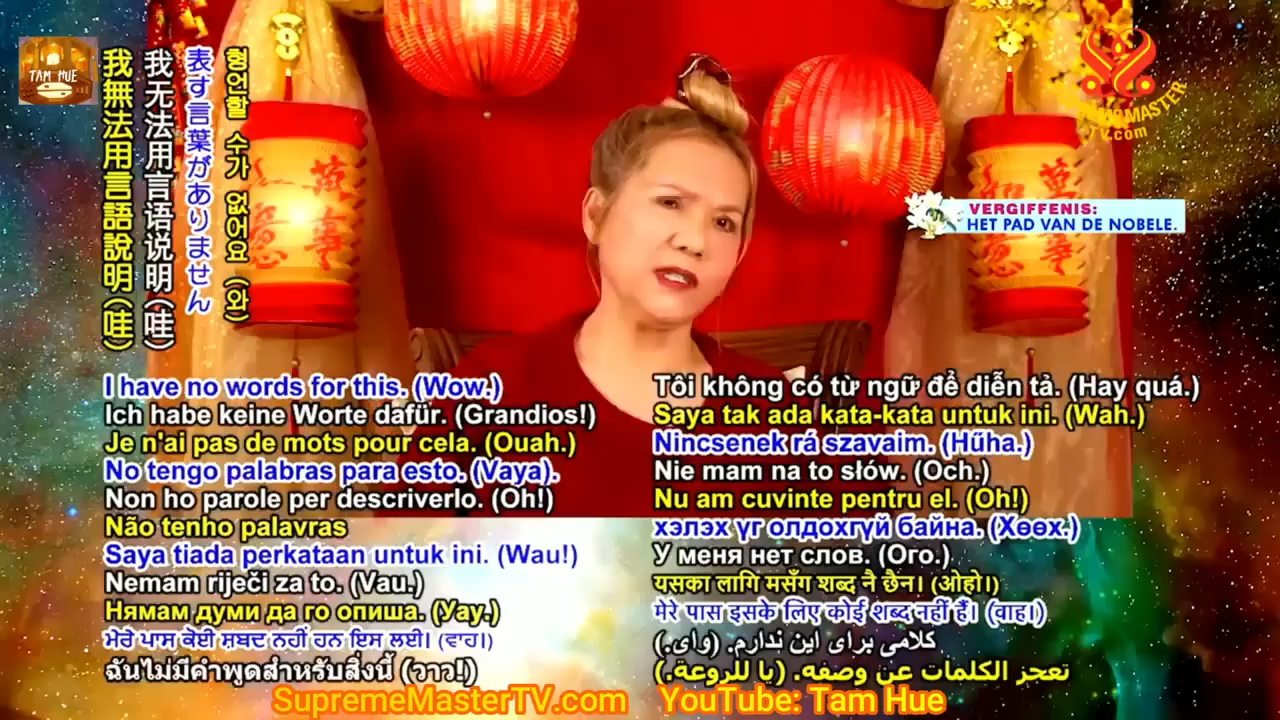 TAM HUE
我無法用言語說明(哇)
我无法用言语说明(哇)
表す言葉がありません
형언할 수가 없어요 (와)
MASTER
TV.com
VERGIFFENIS:
HET PAD VAN DE NOBELE.
I have no words for this. (Wow.)
Ich habe keine Worte dafür. (Grandios!)
Je n'ai pas de mots pour cela. (Ouah.)
No tengo palabras para esto. (Vaya).
Non ho parole per descriverlo. (Oh!)
Não tenho palavras
Saya tiada perkataan untuk ini. (Wau!)
Nemam riječi za to. (Vau.)
Нямам думи да го опиша. (Уау.)
ਮੇਰੇ ਪਾਸ ਕੋਈ ਸ਼ਬਦ ਨਹੀਂ ਹਨ ਇਸ ਲਈ। (ਵਾਹ।)
ฉันไม่มีคำพูดสำหรับสิ่งนี้ (ว้าว!)
Tôi không có từ ngữ để diễn tả. (Hay quá.)
Saya tak ada kata-kata untuk ini. (Wah.)
Nincsenek rá szavaim. (Hűha.)
Nie mam na to słów. (Och.)
Nu am cuvinte pentru el. (Oh!)
хэлэх үг олдохгүй байна. (Хөөх.)
У меня нет слов. (Ого.)
यसका लागि मसँग शब्द नै छैन। (ओहो।)
मेरे पास इसके लिए कोई शब्द नहीं हैं। (वाह।)
کلامی برای این ندارم. (وای.)
تعجز الكلمات عن وصفه. (يا للروعة.)
SupremeMasterTV.com YouTube: Tam Hue